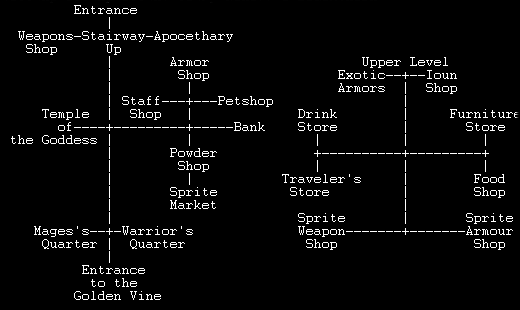 Entrance
Weapons-Stairway-Apocethary
Shop Up
Armor
Shop
Staff Petshop
Shop
Temple
of Bank
the Goddess
Powder
Shop
Sprite
Market
Mages's Warrior's
Quarter Quarter
Entrance
to the
Golden Vine
Upper Level
Exotic Ioun
Armors Shop
Drink Furniture
Store Store
Traveler's Food
Store Shop
Sprite Sprite
Weapon Armour
Shop Shop